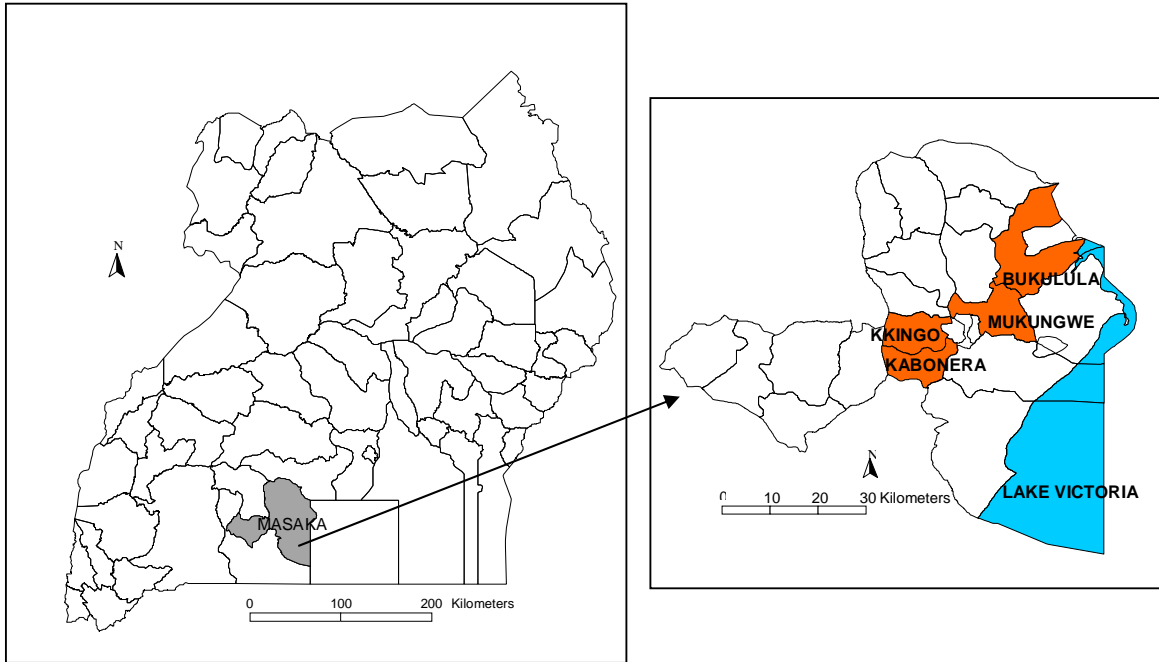 N
MASAKA
0 100 200 Kilometers
BUKULULA
MUKUNGWE
KKINGO
KABONERA
N
0 10 20 30 Kilometers
LAKE VICTORIA